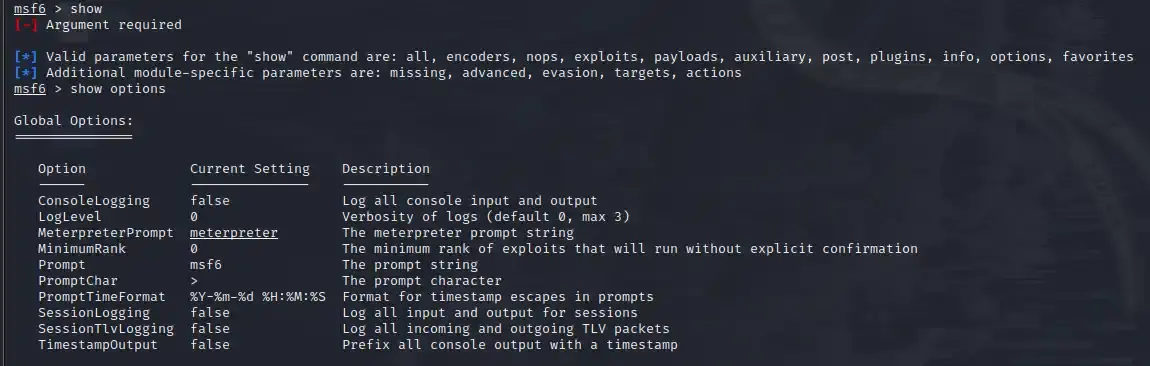 msf6 > show
[-] Argument required
[*] Valid parameters for the "show" command are: all, encoders, nops, exploits, payloads, auxiliary, post, plugins, info, options, favorites
[*] Additional module-specific parameters are: missing, advanced, evasion, targets, actions
msf6 > show options
Global Options:
================
Option Current Setting Description
------ --------------- -----------
ConsoleLogging false Log all console input and output
LogLevel 0 Verbosity of logs (default 0, max 3)
MeterpreterPrompt meterpreter The meterpreter prompt string
MinimumRank 0 The minimum rank of exploits that will run without explicit confirmation
Prompt msf6 The prompt string
PromptChar > The prompt character
PromptTimeFormat %Y-%m-%d %H:%M:%S Format for timestamp escapes in prompts
SessionLogging false Log all input and output for sessions
SessionTlvLogging false Log all incoming and outgoing TLV packets
TimestampOutput false Prefix all console output with a timestamp